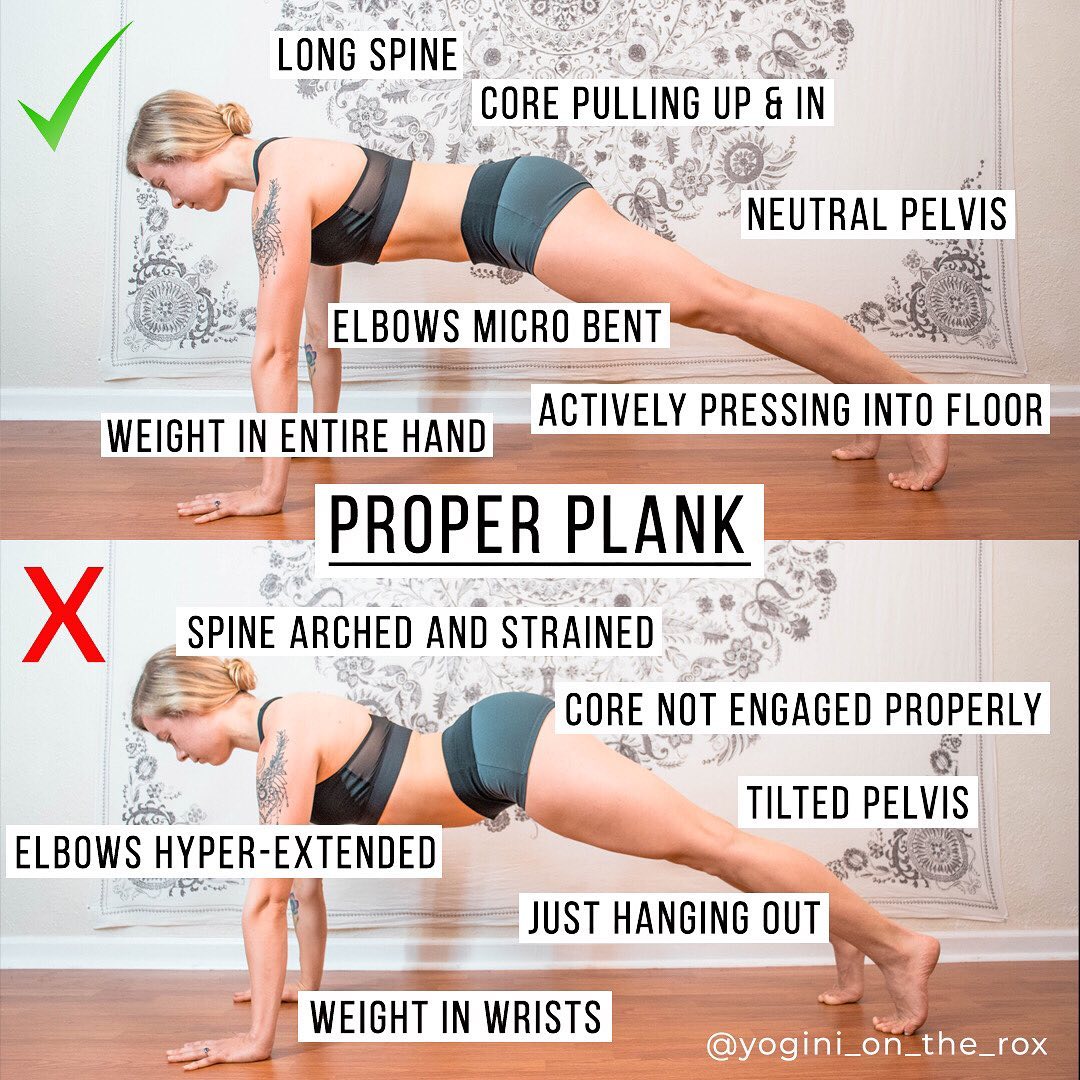 LONG SPINE
CORE PULLING UP & IN
NEUTRAL PELVIS
ELBOWS MICRO BENT
ACTIVELY PRESSING INTO FLOOR
WEIGHT IN ENTIRE HAND
PROPER PLANK
X
SPINE ARCHED AND STRAINED
CORE NOT ENGAGED PROPERLY
TILTED PELVIS
ELBOWS HYPER-EXTENDED
JUST HANGING OUT
WEIGHT IN WRISTS
@yogini_on_the_rox